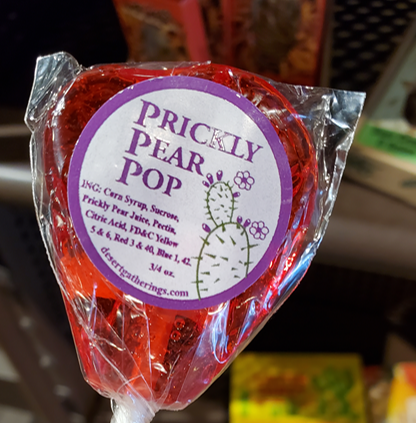 PRICKLY
PEAR
POP
ING: Corn Syrup, Sucrose,
Prickly Pear Juice, Pectin,
Citric Acid, FD&C Yellow
5 & 6, Red 3 & 40, Blue 1, 42.
3/4 oz.
desertgatherings.com